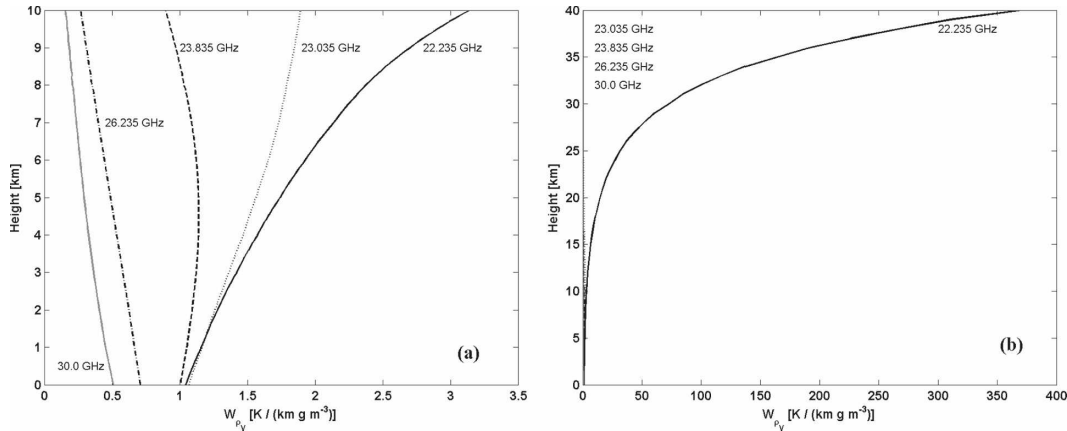 10
9
8
7
6
5
4
3
2
1
0
Height [km]
23.835 GHz
23.035 GHz
22.235 GHz
26.235 GHz
30.0 GHz
(a)
0 0.5 1 1.5 2 2.5 3 3.5
W_ρ_v [K / (km g m⁻³)]
40
35
30
25
20
15
10
5
Height [km]
23.035 GHz
23.835 GHz
26.235 GHz
30.0 GHz
22.235 GHz
(b)
0 50 100 150 200 250 300 350 400
W_ρ_v [K / (km g m⁻³)]